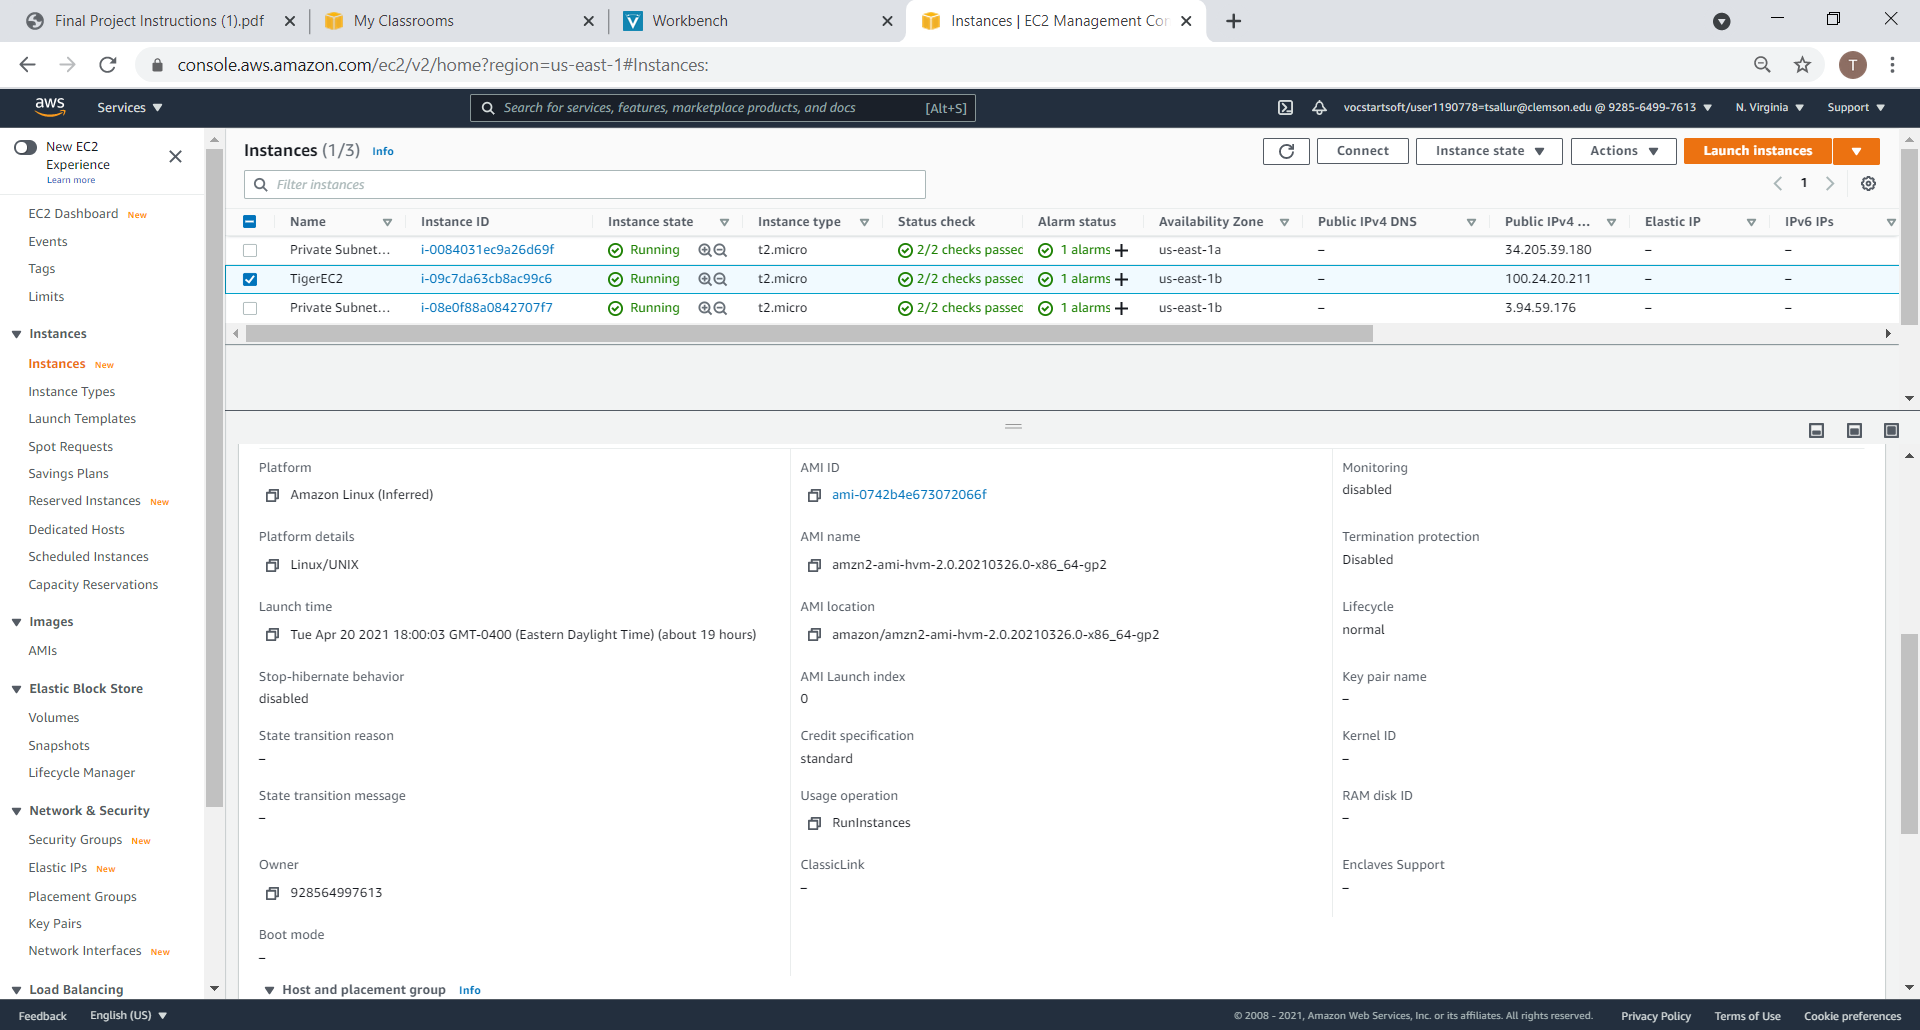 Final Project Instructions (1).pdf
My Classrooms
Workbench
Instances | EC2 Management Con
console.aws.amazon.com/ec2/v2/home?region=us-east-1#Instances:
T
aws
Services
Search for services, features, marketplace products, and docs
[Alt+S]
vocstartsoft/user1190778=tsallur@clemson.edu @ 9285-6499-7613
N. Virginia
Support
New EC2
Experience
Learn more
EC2 Dashboard New
Events
Tags
Limits
Instances
Instances New
Instance Types
Launch Templates
Spot Requests
Savings Plans
Reserved Instances New
Dedicated Hosts
Scheduled Instances
Capacity Reservations
Images
AMIs
Elastic Block Store
Volumes
Snapshots
Lifecycle Manager
Network & Security
Security Groups New
Elastic IPs New
Placement Groups
Key Pairs
Network Interfaces New
Load Balancing
Instances (1/3) Info
Connect
Instance state
Actions
Launch instances
Filter instances
1
Name Instance ID Instance state Instance type Status check Alarm status Availability Zone Public IPv4 DNS Public IPv4 ... Elastic IP IPv6 IPs
Private Subnet... i-0084031ec9a26d69f Running t2.micro 2/2 checks passed 1 alarms + us-east-1a – 34.205.39.180 – –
TigerEC2 i-09c7da63cb8ac99c6 Running t2.micro 2/2 checks passed 1 alarms + us-east-1b – 100.24.20.211 – –
Private Subnet... i-08e0f88a0842707f7 Running t2.micro 2/2 checks passed 1 alarms + us-east-1b – 3.94.59.176 – –
Platform
Amazon Linux (Inferred)
Platform details
Linux/UNIX
Launch time
Tue Apr 20 2021 18:00:03 GMT-0400 (Eastern Daylight Time) (about 19 hours)
Stop-hibernate behavior
disabled
State transition reason
–
State transition message
–
Owner
928564997613
Boot mode
–
AMI ID
ami-0742b4e673072066f
AMI name
amzn2-ami-hvm-2.0.20210326.0-x86_64-gp2
AMI location
amazon/amzn2-ami-hvm-2.0.20210326.0-x86_64-gp2
AMI Launch index
0
Credit specification
standard
Usage operation
RunInstances
ClassicLink
–
Monitoring
disabled
Termination protection
Disabled
Lifecycle
normal
Key pair name
–
Kernel ID
–
RAM disk ID
–
Enclaves Support
–
Host and placement group Info
Feedback
English (US)
© 2008 - 2021, Amazon Web Services, Inc. or its affiliates. All rights reserved.
Privacy Policy
Terms of Use
Cookie preferences